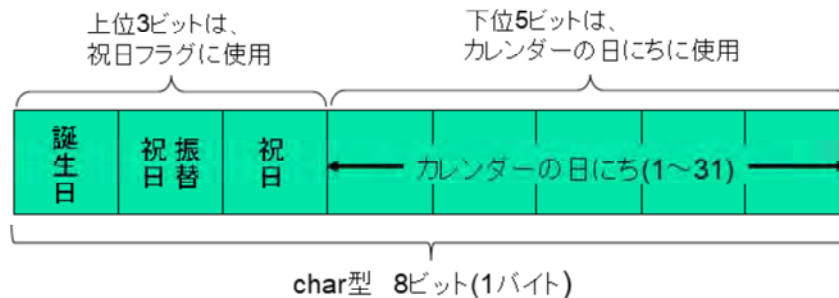 上位3ビットは、
祝日フラグに使用
下位5ビットは、
カレンダーの日にちに使用
誕生日
振替
祝日
祝日
カレンダーの日にち(1～31)
char型 8ビット(1バイト)